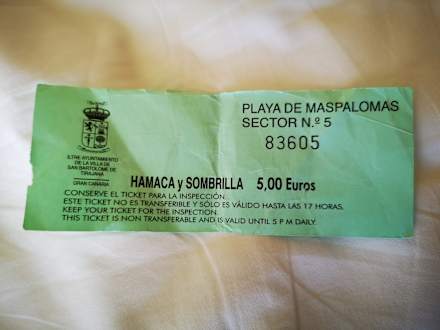 PLAYA DE MASPALOMAS
SECTOR N.º 5
83605
ILTRE AYUNTAMIENTO
DE LA VILLA DE
SAN BARTOLOME DE
TIRAJANA
GRAN CANARIA
HAMACA y SOMBRILLA 5,00 Euros
CONSERVE EL TICKET PARA LA INSPECCIÓN.
ESTE TICKET NO ES TRANSFERIBLE Y SÓLO ES VÁLIDO HASTA LAS 17 HORAS.
KEEP YOUR TICKET FOR THE INSPECTION.
THIS TICKET IS NON TRANSFERABLE AND IS VALID UNTIL 5 P M DAILY.